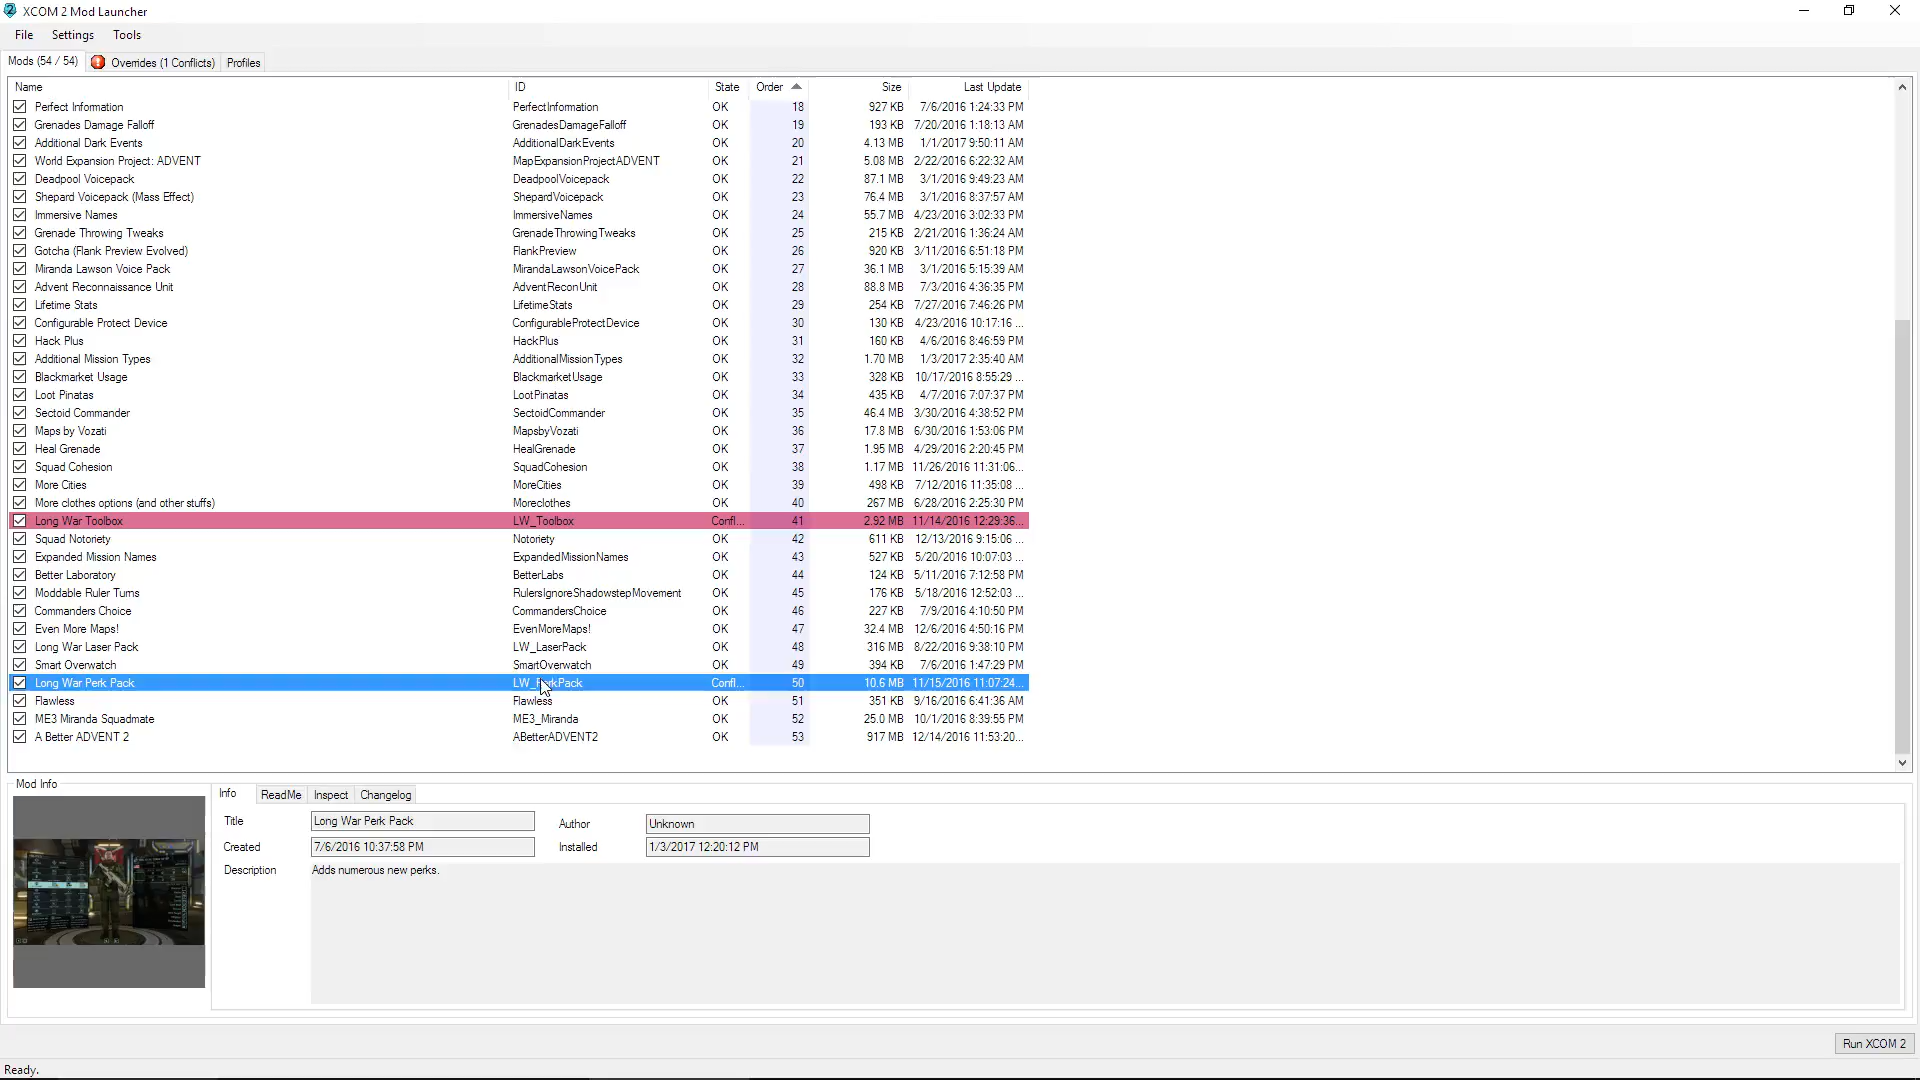 XCOM 2 Mod Launcher
File Settings Tools
Mods (54 / 54) Overrides (1 Conflicts) Profiles
Name ID State Order Size Last Update
Perfect Information PerfectInformation OK 18 927 KB 7/6/2016 1:24:33 PM
Grenades Damage Falloff GrenadesDamageFalloff OK 19 193 KB 7/20/2016 1:18:13 AM
Additional Dark Events AdditionalDarkEvents OK 20 4.13 MB 1/1/2017 9:50:11 AM
World Expansion Project: ADVENT MapExpansionProjectADVENT OK 21 5.08 MB 2/22/2016 6:22:32 AM
Deadpool Voicepack DeadpoolVoicepack OK 22 87.1 MB 3/1/2016 9:49:23 AM
Shepard Voicepack (Mass Effect) ShepardVoicepack OK 23 76.4 MB 3/1/2016 8:37:57 AM
Immersive Names ImmersiveNames OK 24 55.7 MB 4/23/2016 3:02:33 PM
Grenade Throwing Tweaks GrenadeThrowingTweaks OK 25 215 KB 2/21/2016 1:36:24 AM
Gotcha (Flank Preview Evolved) FlankPreview OK 26 920 KB 3/11/2016 6:51:18 PM
Miranda Lawson Voice Pack MirandaLawsonVoicePack OK 27 36.1 MB 3/1/2016 5:15:39 AM
Advent Reconnaissance Unit AdventReconUnit OK 28 88.8 MB 7/3/2016 4:36:35 PM
Lifetime Stats LifetimeStats OK 29 254 KB 7/27/2016 7:46:26 PM
Configurable Protect Device ConfigurableProtectDevice OK 30 130 KB 4/23/2016 10:17:16 ...
Hack Plus HackPlus OK 31 160 KB 4/6/2016 8:46:59 PM
Additional Mission Types AdditionalMissionTypes OK 32 1.70 MB 1/3/2017 2:35:40 AM
Blackmarket Usage BlackmarketUsage OK 33 328 KB 10/17/2016 8:55:29 ...
Loot Pinatas LootPinatas OK 34 435 KB 4/7/2016 7:07:37 PM
Sectoid Commander SectoidCommander OK 35 46.4 MB 3/30/2016 4:38:52 PM
Maps by Vozati MapsbyVozati OK 36 17.8 MB 6/30/2016 1:53:06 PM
Heal Grenade HealGrenade OK 37 1.95 MB 4/29/2016 2:20:45 PM
Squad Cohesion SquadCohesion OK 38 1.17 MB 11/26/2016 11:31:06...
More Cities MoreCities OK 39 498 KB 7/12/2016 11:35:08 ...
More clothes options (and other stuffs) Moreclothes OK 40 267 MB 6/28/2016 2:25:30 PM
Long War Toolbox LW_Toolbox Confl... 41 2.92 MB 11/14/2016 12:29:36...
Squad Notoriety Notoriety OK 42 611 KB 12/13/2016 9:15:06 ...
Expanded Mission Names ExpandedMissionNames OK 43 527 KB 5/20/2016 10:07:03 ...
Better Laboratory BetterLabs OK 44 124 KB 5/11/2016 7:12:58 PM
Moddable Ruler Turns RulersIgnoreShadowstepMovement OK 45 176 KB 5/18/2016 12:52:03 ...
Commanders Choice CommandersChoice OK 46 227 KB 7/9/2016 4:10:50 PM
Even More Maps! EvenMoreMaps! OK 47 32.4 MB 12/6/2016 4:50:16 PM
Long War Laser Pack LW_LaserPack OK 48 316 MB 8/22/2016 9:38:10 PM
Smart Overwatch SmartOverwatch OK 49 394 KB 7/6/2016 1:47:29 PM
Long War Perk Pack LW_PerkPack Confl... 50 10.6 MB 11/15/2016 11:07:24...
Flawless Flawless OK 51 351 KB 9/16/2016 6:41:36 AM
ME3 Miranda Squadmate ME3_Miranda OK 52 25.0 MB 10/1/2016 8:39:55 PM
A Better ADVENT 2 ABetterADVENT2 OK 53 917 MB 12/14/2016 11:53:20...
Mod Info
Info ReadMe Inspect Changelog
Title Long War Perk Pack Author Unknown
Created 7/6/2016 10:37:58 PM Installed 1/3/2017 12:20:12 PM
Description Adds numerous new perks.
Run XCOM 2
Ready.